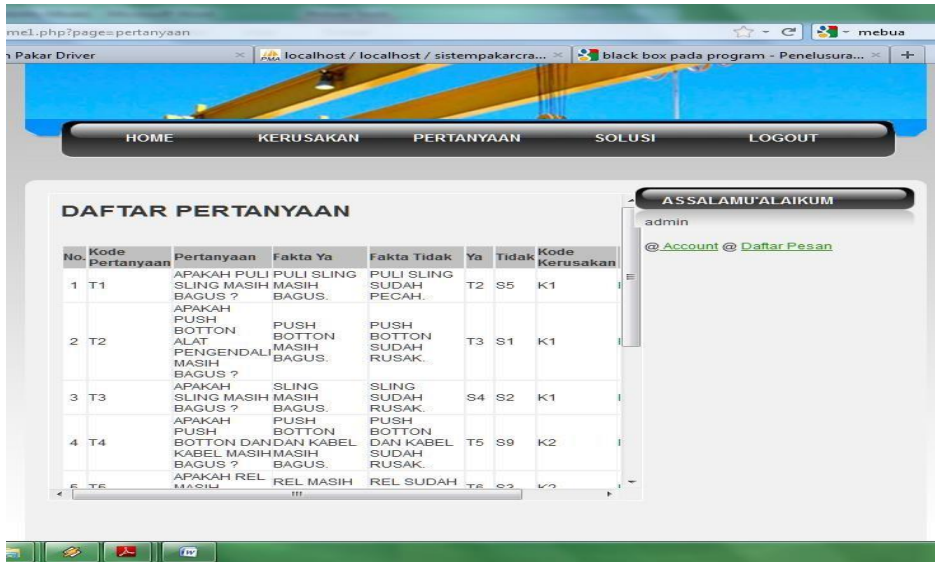 me1.php?page=pertanyaan
mebua
n Pakar Driver
localhost / localhost / sistempakarcra...
black box pada program - Penelusura...
HOME KERUSAKAN PERTANYAAN SOLUSI LOGOUT
DAFTAR PERTANYAAN
ASSALAMU'ALAIKUM
admin
@ Account @ Daftar Pesan
No. Kode Pertanyaan Pertanyaan Fakta Ya Fakta Tidak Ya Tidak Kode Kerusakan
1 T1 APAKAH PULI SLING MASIH BAGUS ? PULI SLING MASIH BAGUS. PULI SLING SUDAH PECAH. T2 S5 K1
2 T2 APAKAH PUSH BOTTON ALAT PENGENDALI MASIH BAGUS ? PUSH BOTTON MASIH BAGUS. PUSH BOTTON SUDAH RUSAK. T3 S1 K1
3 T3 APAKAH SLING MASIH BAGUS ? SLING MASIH BAGUS. SLING SUDAH RUSAK. S4 S2 K1
4 T4 APAKAH PUSH BOTTON DAN KABEL MASIH BAGUS ? PUSH BOTTON DAN KABEL MASIH BAGUS. PUSH BOTTON DAN KABEL SUDAH RUSAK. T5 S9 K2
5 T5 APAKAH REL MASIH REL MASIH REL SUDAH T6 S3 K2